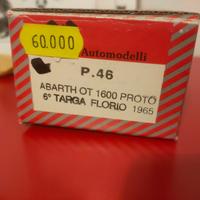 60.000
Automodelli
P.46
ABARTH OT 1600 PROTO
6° TARGA FLORIO 1965